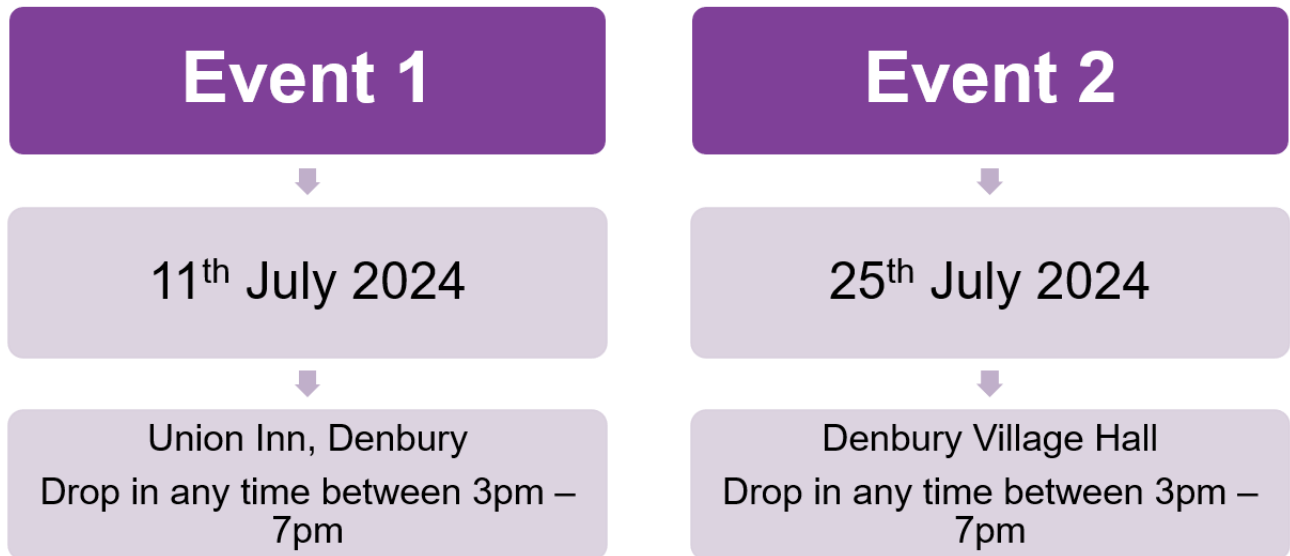 Event 1
11th July 2024
Union Inn, Denbury
Drop in any time between 3pm –
7pm
Event 2
25th July 2024
Denbury Village Hall
Drop in any time between 3pm –
7pm